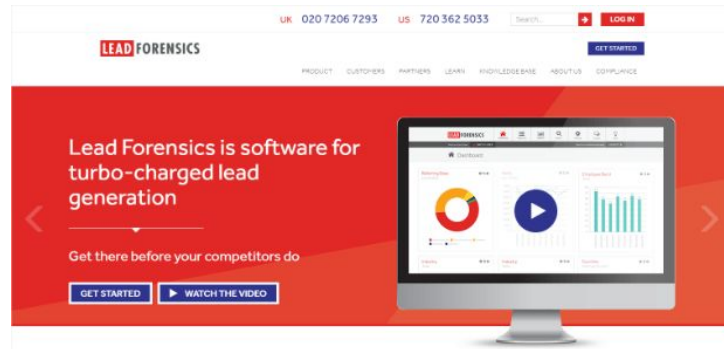 UK 020 7206 7293 US 720 362 5033 Search... LOG IN
LEAD FORENSICS
GET STARTED
PRODUCT CUSTOMERS PARTNERS LEARN KNOWLEDGE BASE ABOUT US COMPLIANCE
Lead Forensics is software for
turbo-charged lead
generation
Get there before your competitors do
GET STARTED WATCH THE VIDEO
LEAD FORENSICS
Dashboard